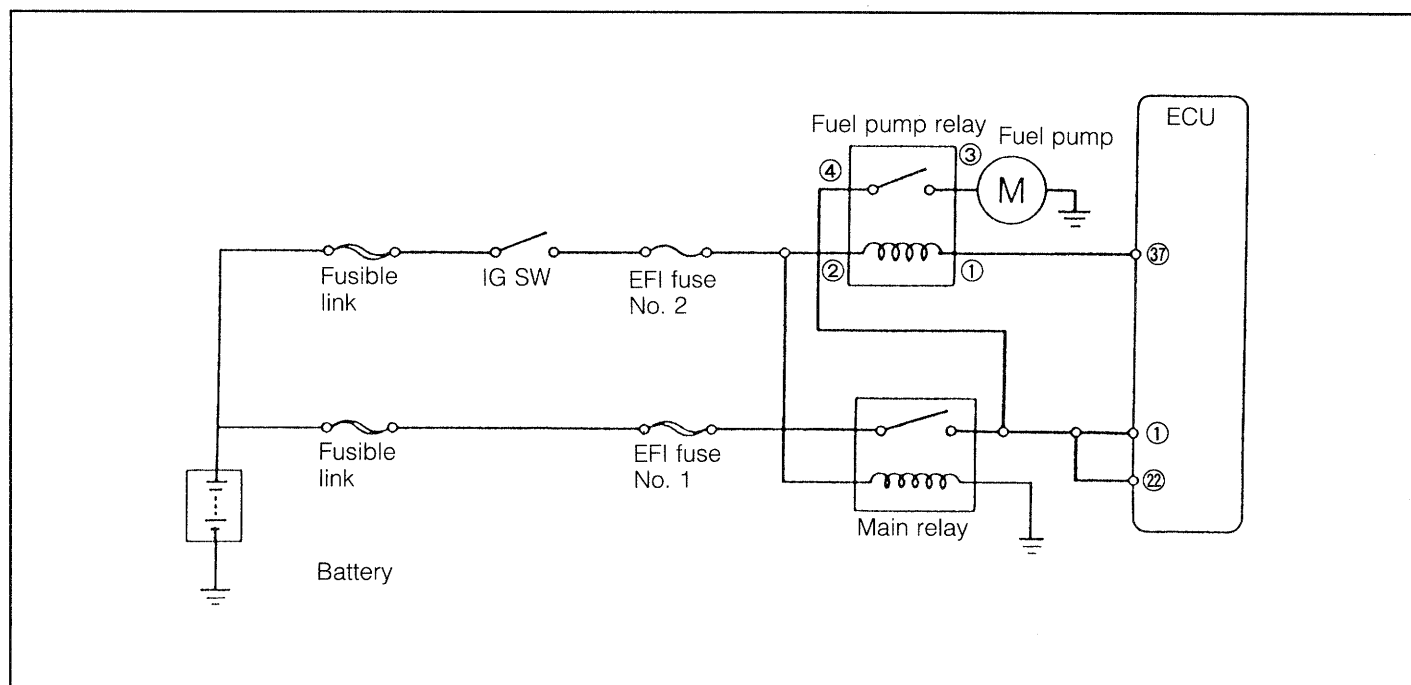 ECU
Fuel pump relay
Fuel pump
③
④
M
②
①
㊲
Fusible
link
IG SW
EFI fuse
No. 2
①
Fusible
link
EFI fuse
No. 1
㉒
Main relay
Battery